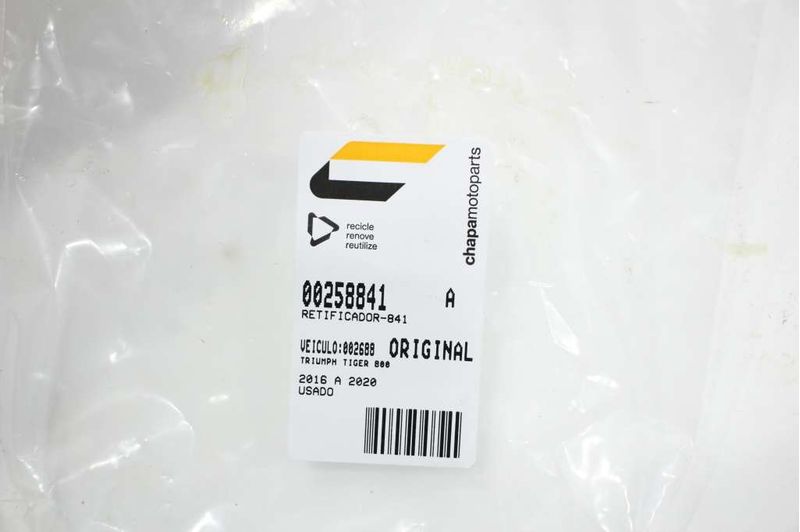 chapamotoparts
recicle
renove
reutilize
00258841 A
RETIFICADOR-841
VEICULO:002688 ORIGINAL
TRIUMPH TIGER 800
2016 A 2020
USADO